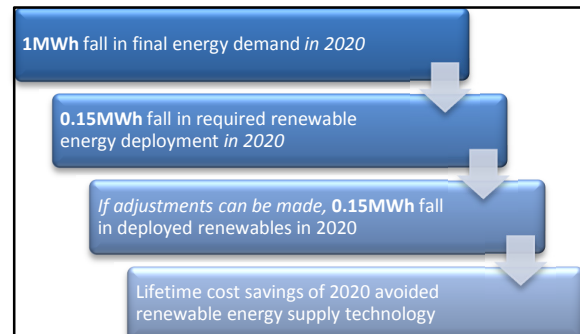 1MWh fall in final energy demand in 2020
0.15MWh fall in required renewable
energy deployment in 2020
If adjustments can be made, 0.15MWh fall
in deployed renewables in 2020
Lifetime cost savings of 2020 avoided
renewable energy supply technology